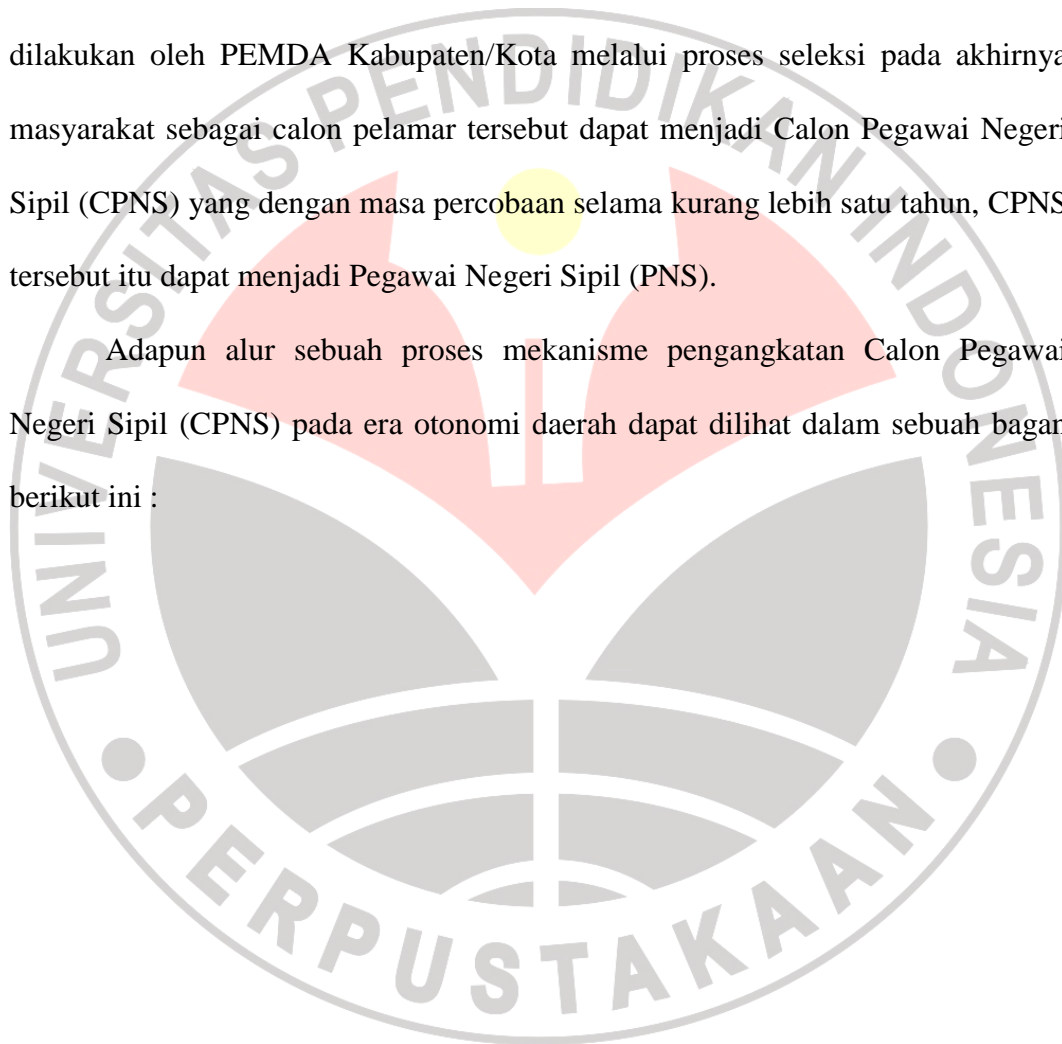 dilakukan oleh PEMDA Kabupaten/Kota melalui proses seleksi pada akhirnya
masyarakat sebagai calon pelamar tersebut dapat menjadi Calon Pegawai Negeri
Sipil (CPNS) yang dengan masa percobaan selama kurang lebih satu tahun, CPNS
tersebut itu dapat menjadi Pegawai Negeri Sipil (PNS).
Adapun alur sebuah proses mekanisme pengangkatan Calon Pegawai
Negeri Sipil (CPNS) pada era otonomi daerah dapat dilihat dalam sebuah bagan
berikut ini :
UNIVERSITAS PENDIDIKAN INDONESIA
PERPUSTAKAAN